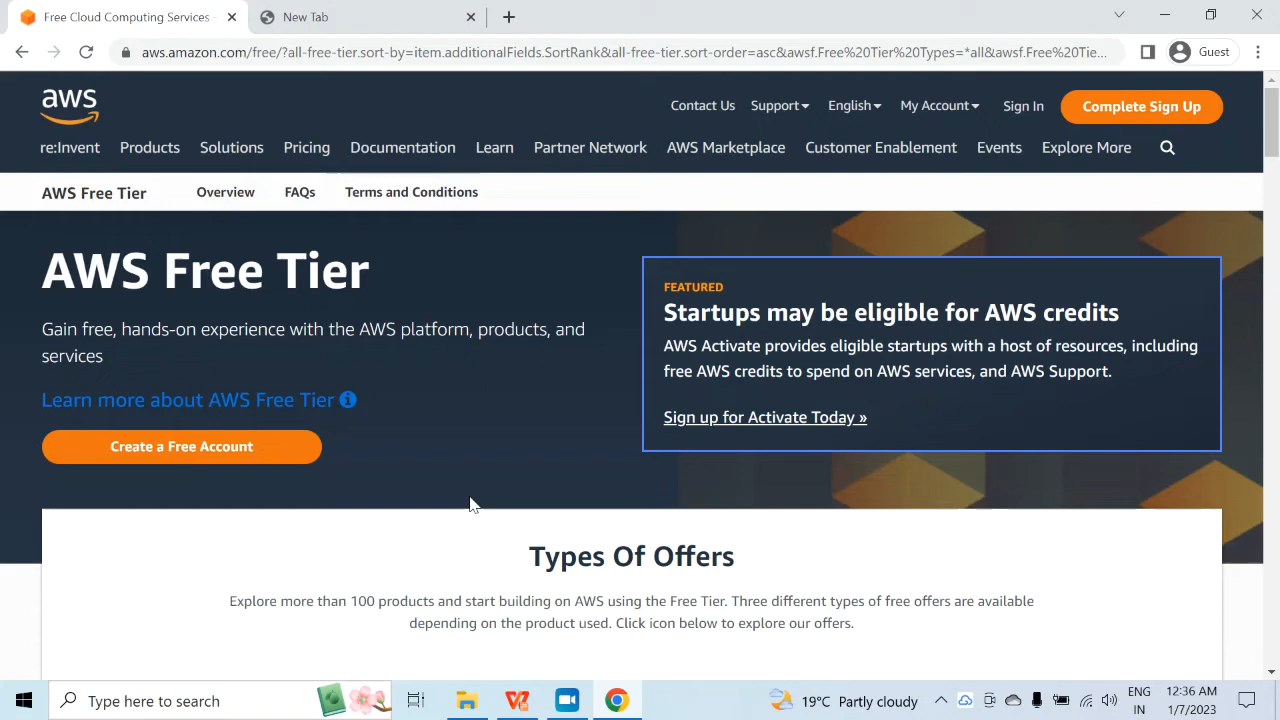 Free Cloud Computing Services
New Tab
aws.amazon.com/free/?all-free-tier.sort-by=item.additionalFields.SortRank&all-free-tier.sort-order=asc&awsf.Free%20Tier%20Types=*all&awsf.Free%20Tie...
Guest
aws
Contact Us Support English My Account Sign In Complete Sign Up
re:Invent Products Solutions Pricing Documentation Learn Partner Network AWS Marketplace Customer Enablement Events Explore More
AWS Free Tier Overview FAQs Terms and Conditions
AWS Free Tier
Gain free, hands-on experience with the AWS platform, products, and
services
Learn more about AWS Free Tier
Create a Free Account
FEATURED
Startups may be eligible for AWS credits
AWS Activate provides eligible startups with a host of resources, including
free AWS credits to spend on AWS services, and AWS Support.
Sign up for Activate Today »
Types Of Offers
Explore more than 100 products and start building on AWS using the Free Tier. Three different types of free offers are available
depending on the product used. Click icon below to explore our offers.
Type here to search
19°C Partly cloudy
ENG
IN
12:36 AM
1/7/2023